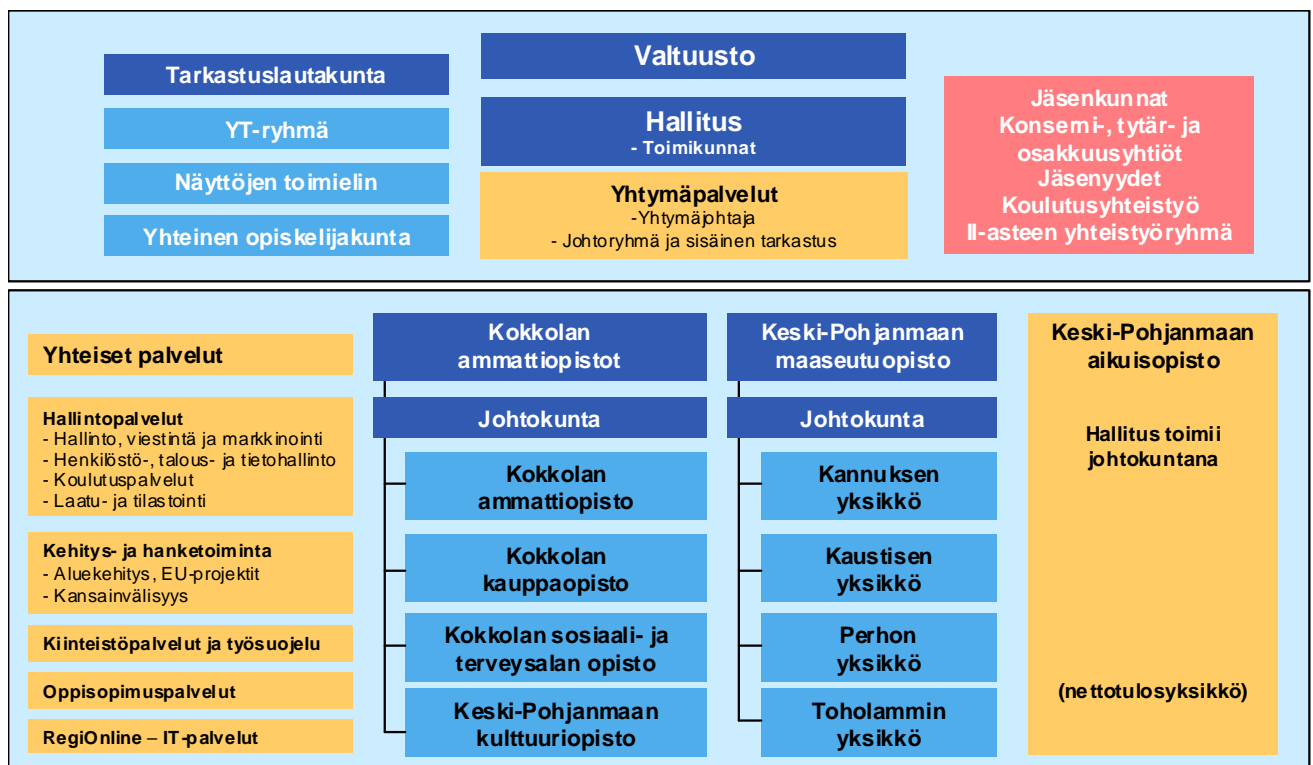 Tarkastuslautakunta
YT-ryhmä
Näyttöjen toimielin
Yhteinen opiskelijakunta
Valtuusto
Hallitus
- Toimikunnat
Yhtymäpalvelut
-Yhtymäjohtaja
- Johtoryhmä ja sisäinen tarkastus
Jäsenkunnat
Konserni-, tytär- ja
osakkuusyhtiöt
Jäsenyydet
Koulutusyhteistyö
II-asteen yhteistyöryhmä
Yhteiset palvelut
Hallintopalvelut
- Hallinto, viestintä ja markkinointi
- Henkilöstö-, talous- ja tietohallinto
- Koulutuspalvelut
- Laatu- ja tilastointi
Kehitys- ja hanketoiminta
- Aluekehitys, EU-projektit
- Kansainvälisyys
Kiinteistöpalvelut ja työsuojelu
Oppisopimuspalvelut
RegiOnline – IT-palvelut
Kokkolan
ammattiopistot
Johtokunta
Kokkolan
ammattiopisto
Kokkolan
kauppaopisto
Kokkolan sosiaali- ja
terveysalan opisto
Keski-Pohjanmaan
kulttuuriopisto
Keski-Pohjanmaan
maaseutuopisto
Johtokunta
Kannuksen
yksikkö
Kaustisen
yksikkö
Perhon
yksikkö
Toholammin
yksikkö
Keski-Pohjanmaan
aikuisopisto
Hallitus toimii
johtokuntana
(nettotulosyksikkö)